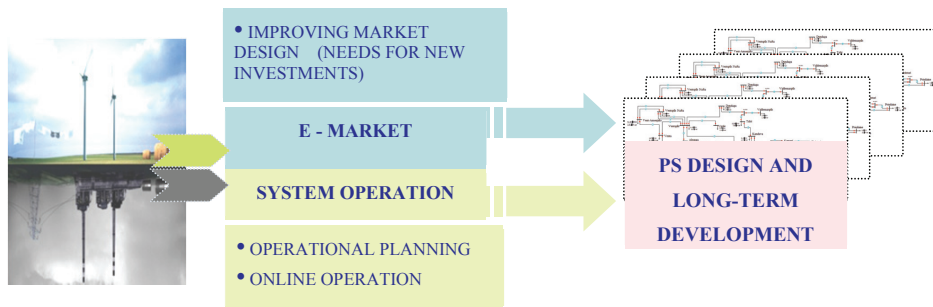 • IMPROVING MARKET
DESIGN (NEEDS FOR NEW
INVESTMENTS)
E - MARKET
SYSTEM OPERATION
• OPERATIONAL PLANNING
• ONLINE OPERATION
PS DESIGN AND
LONG-TERM
DEVELOPMENT